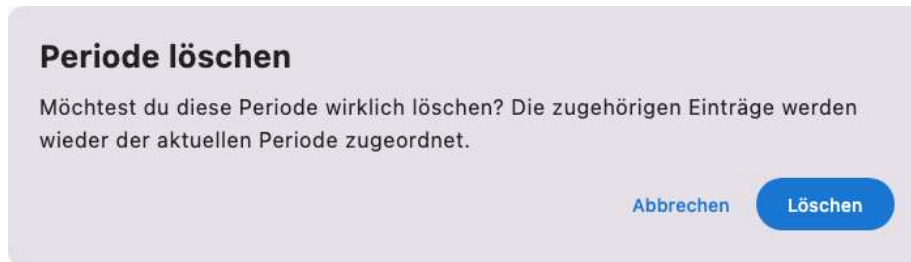 Periode löschen
Möchtest du diese Periode wirklich löschen? Die zugehörigen Einträge werden
wieder der aktuellen Periode zugeordnet.
Abbrechen Löschen